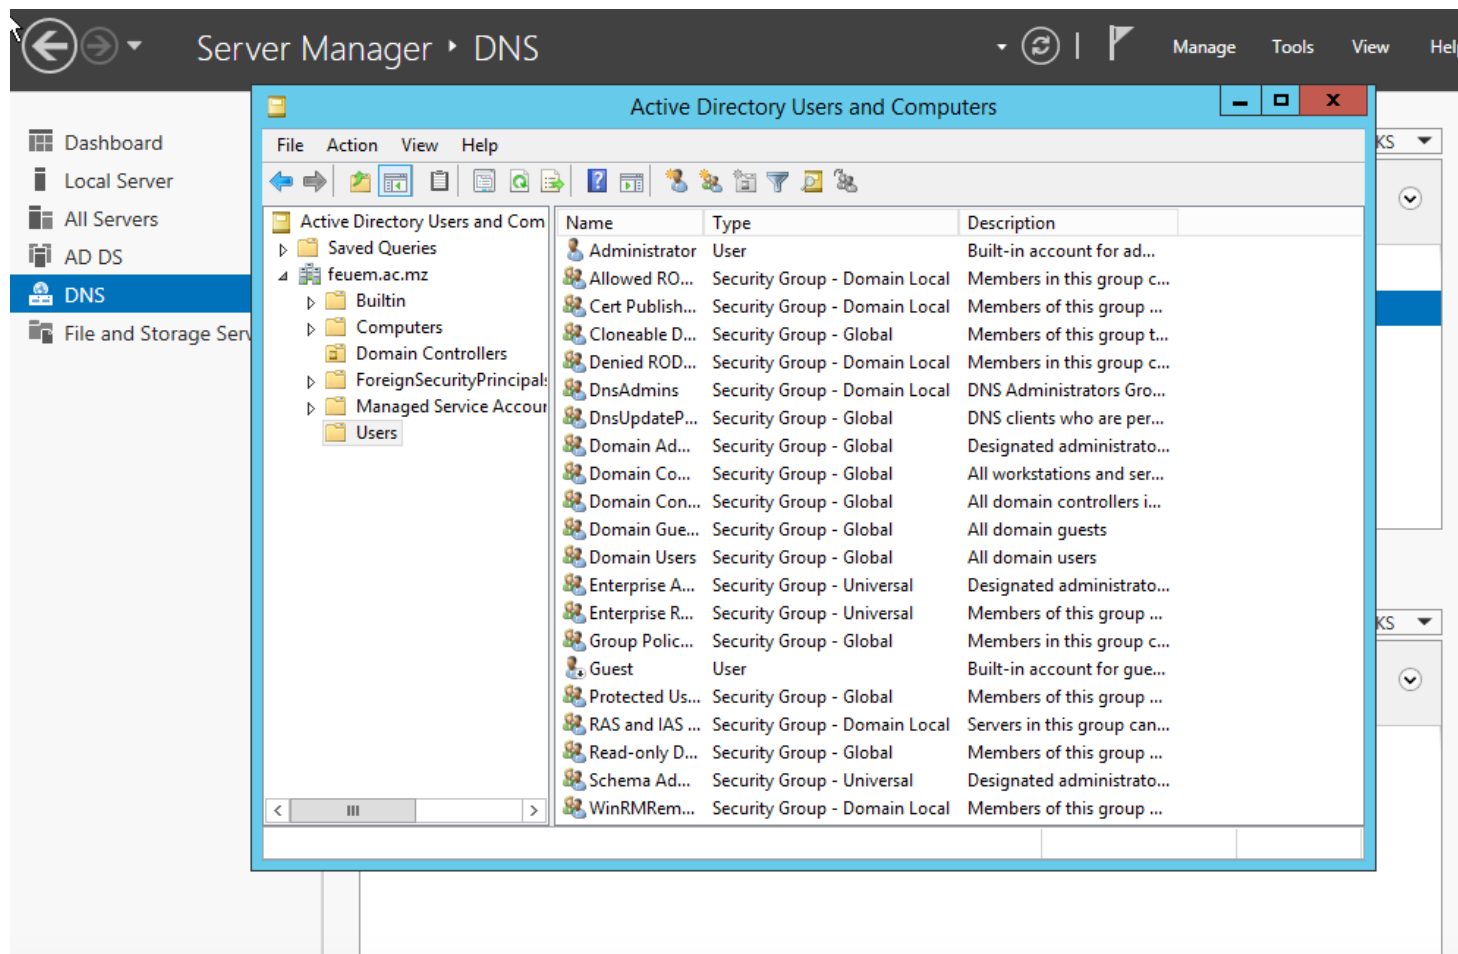 Server Manager ‣ DNS
Manage Tools View Hel
Active Directory Users and Computers
KS
File Action View Help
Dashboard
Local Server
All Servers
AD DS
DNS
File and Storage Serv
Active Directory Users and Com
Saved Queries
feuem.ac.mz
Builtin
Computers
Domain Controllers
ForeignSecurityPrincipals
Managed Service Accour
Users
Name Type Description
Administrator User Built-in account for ad...
Allowed RO... Security Group - Domain Local Members in this group c...
Cert Publish... Security Group - Domain Local Members of this group ...
Cloneable D... Security Group - Global Members of this group t...
Denied ROD... Security Group - Domain Local Members in this group c...
DnsAdmins Security Group - Domain Local DNS Administrators Gro...
DnsUpdateP... Security Group - Global DNS clients who are per...
Domain Ad... Security Group - Global Designated administrato...
Domain Co... Security Group - Global All workstations and ser...
Domain Con... Security Group - Global All domain controllers i...
Domain Gue... Security Group - Global All domain guests
Domain Users Security Group - Global All domain users
Enterprise A... Security Group - Universal Designated administrato...
Enterprise R... Security Group - Universal Members of this group ...
Group Polic... Security Group - Global Members in this group c...
Guest User Built-in account for gue...
Protected Us... Security Group - Global Members of this group ...
RAS and IAS ... Security Group - Domain Local Servers in this group can...
Read-only D... Security Group - Global Members of this group ...
Schema Ad... Security Group - Universal Designated administrato...
WinRMRem... Security Group - Domain Local Members of this group ...
KS